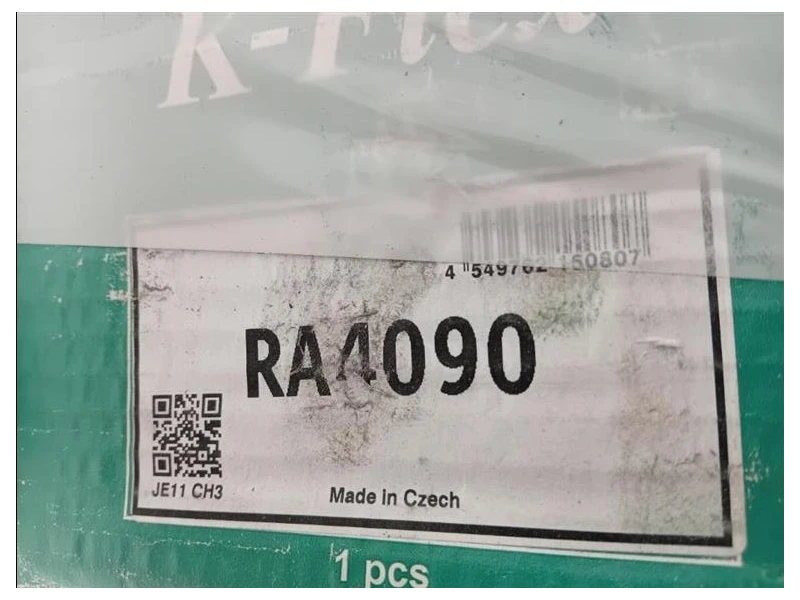 K-Flex
4 549762 150807
RA4090
JE11 CH3
Made in Czech
1 pcs